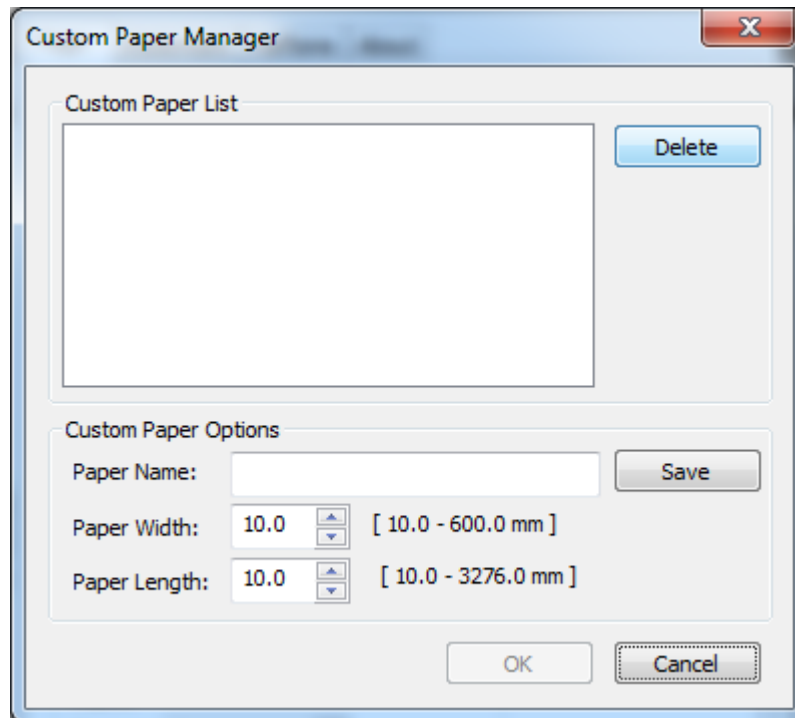 Custom Paper Manager
Custom Paper List
Delete
Custom Paper Options
Paper Name:
Save
Paper Width: 10.0 [ 10.0 - 600.0 mm ]
Paper Length: 10.0 [ 10.0 - 3276.0 mm ]
OK Cancel